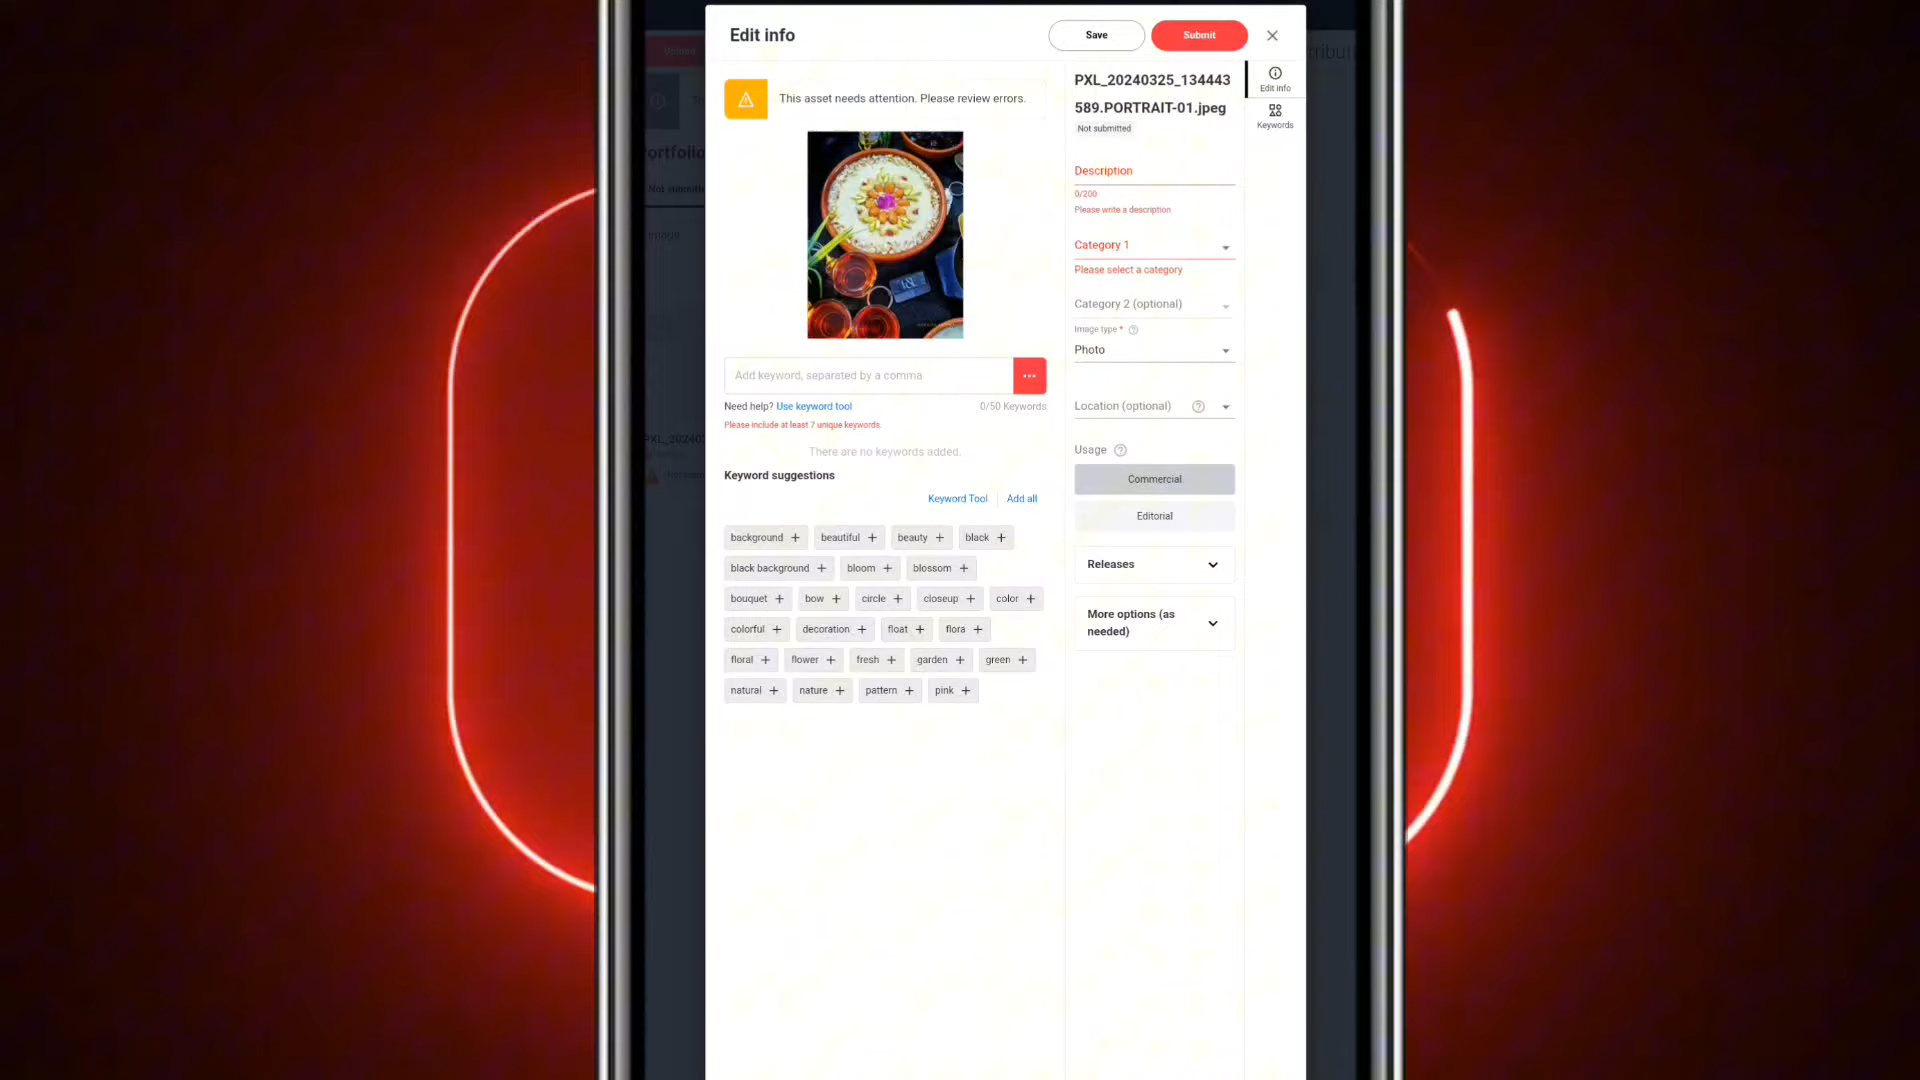 Edit info
Save
Submit
Upload
This asset needs attention. Please review errors.
PXL_20240325_134443
589.PORTRAIT-01.jpeg
Not submitted
Edit info
Keywords
Description
0/200
Please write a description
Category 1
Please select a category
Category 2 (optional)
Image type *
Photo
Location (optional)
Usage
Commercial
Editorial
Releases
More options (as
needed)
Add keyword, separated by a comma
...
Need help? Use keyword tool
0/50 Keywords
Please include at least 7 unique keywords.
There are no keywords added.
Keyword suggestions
Keyword Tool
Add all
background + beautiful + beauty + black +
black background + bloom + blossom +
bouquet + bow + circle + closeup + color +
colorful + decoration + float + flora +
floral + flower + fresh + garden + green +
natural + nature + pattern + pink +